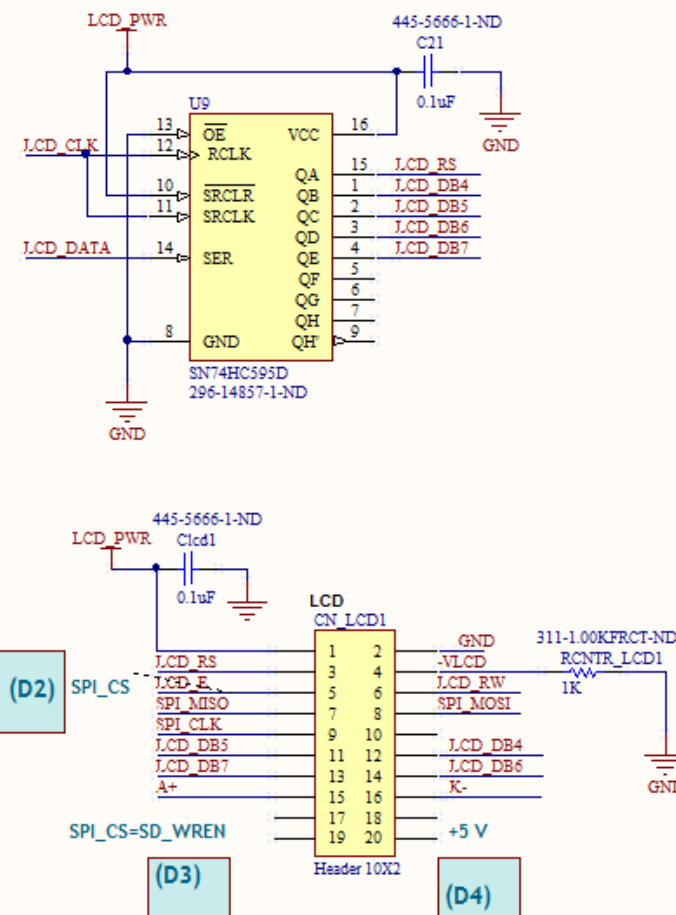 LCD_PWR
445-5666-1-ND
C21
0.1uF
GND
U9
13 OE
VCC 16
LCD_CLK
12 RCLK
QA 15 LCD_RS
10 SRCLR
QB 1 LCD_DB4
11 SRCLK
QC 2 LCD_DB5
QD 3 LCD_DB6
LCD_DATA 14 SER
QE 4 LCD_DB7
QF 5
QG 6
QH 7
8 GND
QH' 9
SN74HC595D
296-14857-1-ND
GND
445-5666-1-ND
LCD_PWR
Clcd1
0.1uF
LCD
CN_LCD1
1 2 GND
311-1.00KFRCT-ND
RCNTR_LCD1
1K
LCD_RS 3 4 -VLCD
(D2) SPI_CS
LCD_E 5 6 LCD_RW
SPI_MISO 7 8 SPI_MOSI
SPI_CLK 9 10
LCD_DB5 11 12 LCD_DB4
LCD_DB7 13 14 LCD_DB6
GND
A+ 15 16 K-
17 18
SPI_CS=SD_WREN 19 20 +5 V
Header 10X2
(D3)
(D4)